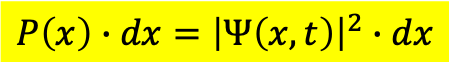 P(x) · dx = |Ψ(x, t)|² · dx